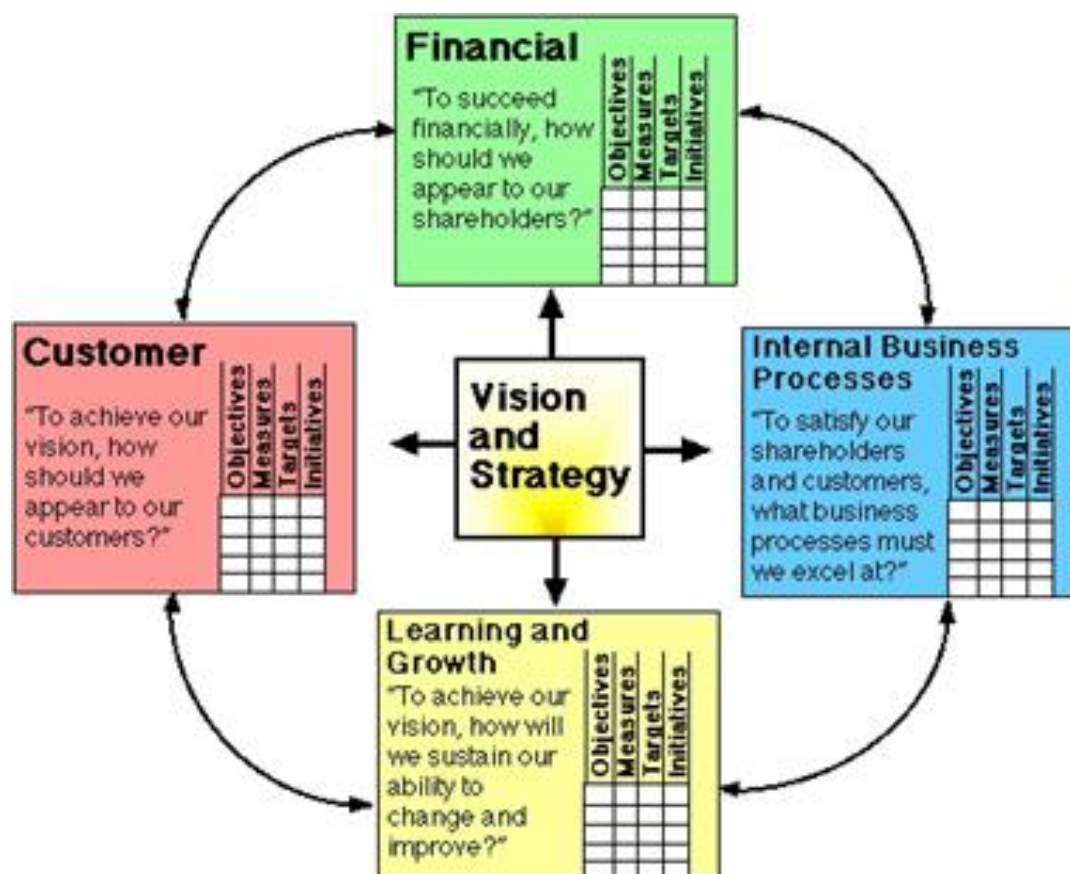 Financial
“To succeed
financially, how
should we
appear to our
shareholders?”
Objectives
Measures
Targets
Initiatives
Customer
“To achieve our
vision, how
should we
appear to our
customers?”
Objectives
Measures
Targets
Initiatives
Vision
and
Strategy
Internal Business
Processes
“To satisfy our
shareholders
and customers,
what business
processes must
we excel at?”
Objectives
Measures
Targets
Initiatives
Learning and
Growth
“To achieve our
vision, how will
we sustain our
ability to
change and
improve?”
Objectives
Measures
Targets
Initiatives